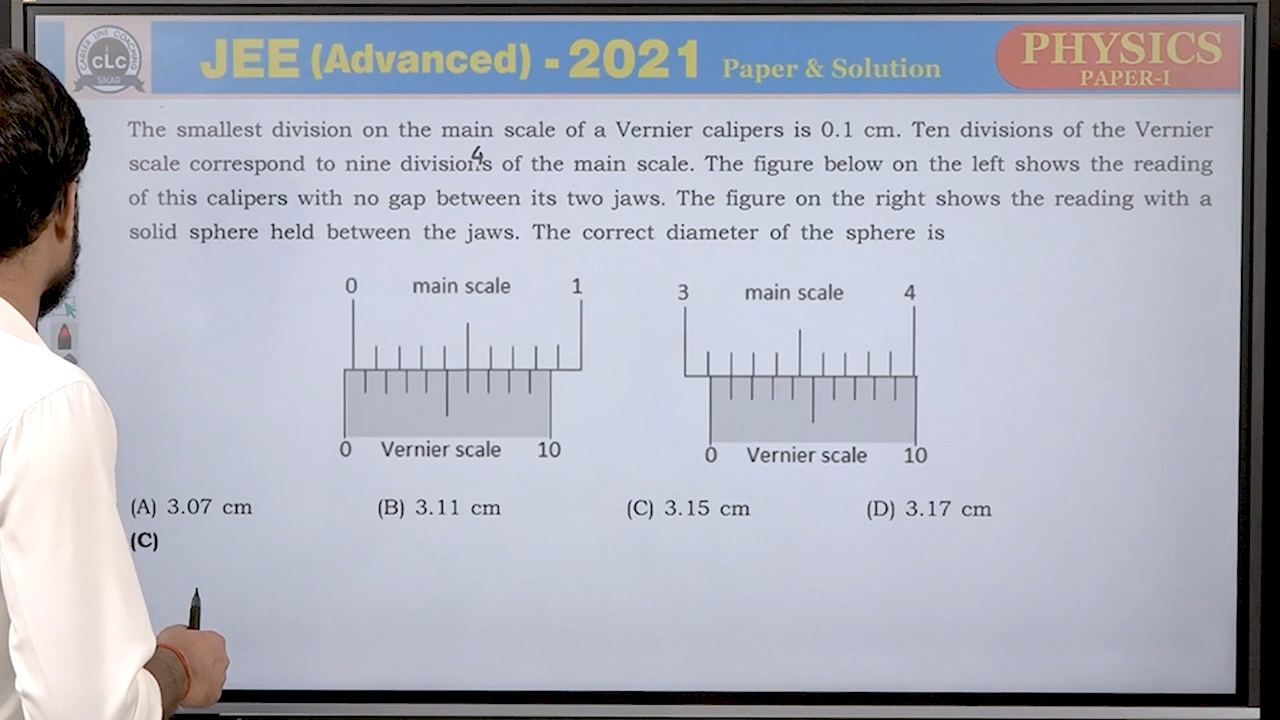 CAREER LINE COACHING
CLC
SIKAR
JEE (Advanced) - 2021 Paper & Solution
PHYSICS
PAPER-I
The smallest division on the main scale of a Vernier calipers is 0.1 cm. Ten divisions of the Vernier
4
scale correspond to nine divisions of the main scale. The figure below on the left shows the reading
of this calipers with no gap between its two jaws. The figure on the right shows the reading with a
solid sphere held between the jaws. The correct diameter of the sphere is
0 main scale 1
3 main scale 4
0 Vernier scale 10
0 Vernier scale 10
(A) 3.07 cm (B) 3.11 cm (C) 3.15 cm (D) 3.17 cm
(C)